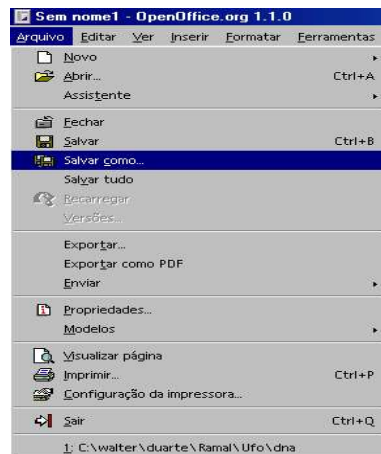 Sem nome1 - OpenOffice.org 1.1.0
Arquivo Editar Ver Inserir Formatar Ferramentas
Novo
Abrir... Ctrl+A
Assistente
Fechar
Salvar Ctrl+B
Salvar como...
Salvar tudo
Recarregar
Versões...
Exportar...
Exportar como PDF
Enviar
Propriedades...
Modelos
Visualizar página
Imprimir... Ctrl+P
Configuração da impressora...
Sair Ctrl+Q
1: C:\walter\duarte\Ramal\Ufo\dna